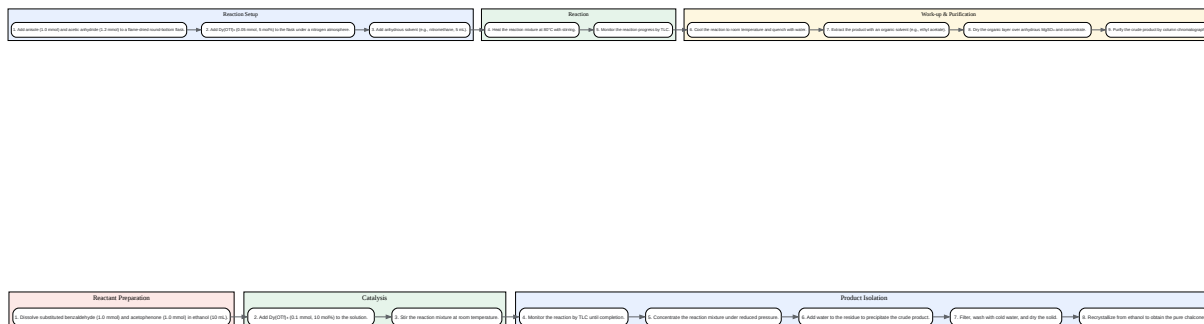 Reaction Setup
1. Add anisole (1.0 mmol) and acetic anhydride (1.2 mmol) to a flame-dried round-bottom flask.
2. Add Dy(OTf)₃ (0.05 mmol, 5 mol%) to the flask under a nitrogen atmosphere.
3. Add anhydrous solvent (e.g., nitromethane, 5 mL).
Reaction
4. Heat the reaction mixture at 80°C with stirring.
5. Monitor the reaction progress by TLC.
Work-up & Purification
6. Cool the reaction to room temperature and quench with water.
7. Extract the product with an organic solvent (e.g., ethyl acetate).
8. Dry the organic layer over anhydrous MgSO₄ and concentrate.
9. Purify the crude product by column
Reactant Preparation
1. Dissolve substituted benzaldehyde (1.0 mmol) and acetophenone (1.0 mmol) in ethanol (10 mL).
Catalysis
2. Add Dy(OTf)₃ (0.1 mmol, 10 mol%) to the solution.
3. Stir the reaction mixture at room temperature.
Product Isolation
4. Monitor the reaction by TLC until completion.
5. Concentrate the reaction mixture under reduced pressure.
6. Add water to the residue to precipitate the crude product.
7. Filter, wash with cold water, and dry the solid.
8. Recrystallize from ethanol to obtain the pure